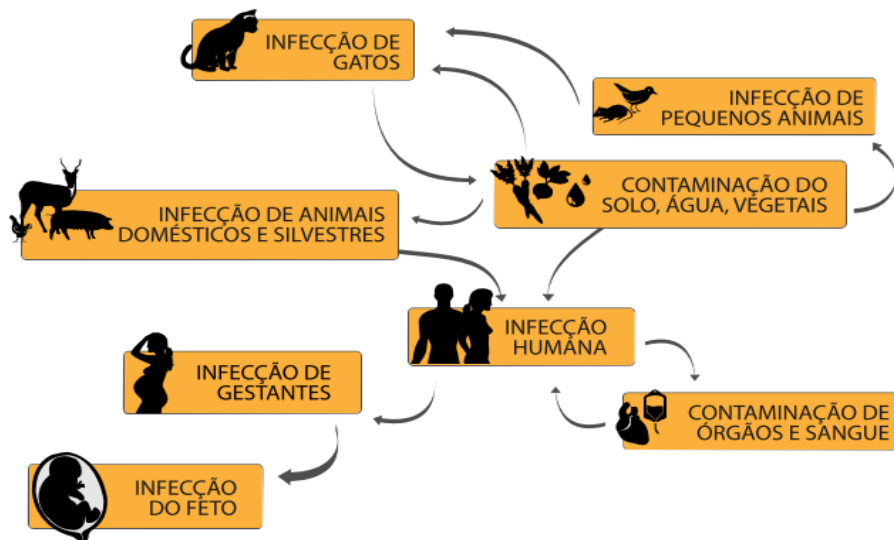 INFECÇÃO DE
GATOS
INFECÇÃO DE
PEQUENOS ANIMAIS
CONTAMINAÇÃO DO
SOLO, ÁGUA, VEGETAIS
INFECÇÃO DE ANIMAIS
DOMÉSTICOS E SILVESTRES
INFECÇÃO
HUMANA
INFECÇÃO DE
GESTANTES
CONTAMINAÇÃO DE
ÓRGÃOS E SANGUE
INFECÇÃO
DO FETO